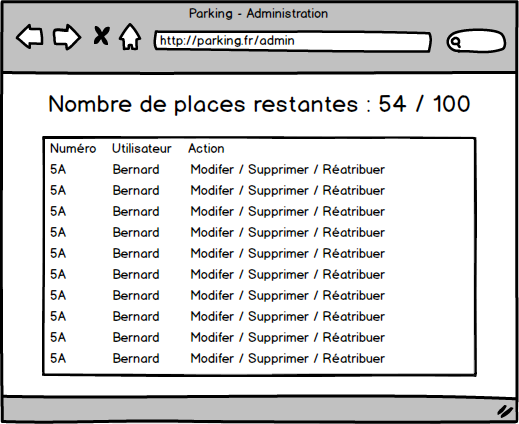 Parking - Administration
http://parking.fr/admin
Nombre de places restantes : 54 / 100
Numéro Utilisateur Action
5A Bernard Modifer / Supprimer / Réatribuer
5A Bernard Modifer / Supprimer / Réatribuer
5A Bernard Modifer / Supprimer / Réatribuer
5A Bernard Modifer / Supprimer / Réatribuer
5A Bernard Modifer / Supprimer / Réatribuer
5A Bernard Modifer / Supprimer / Réatribuer
5A Bernard Modifer / Supprimer / Réatribuer
5A Bernard Modifer / Supprimer / Réatribuer
5A Bernard Modifer / Supprimer / Réatribuer
5A Bernard Modifer / Supprimer / Réatribuer